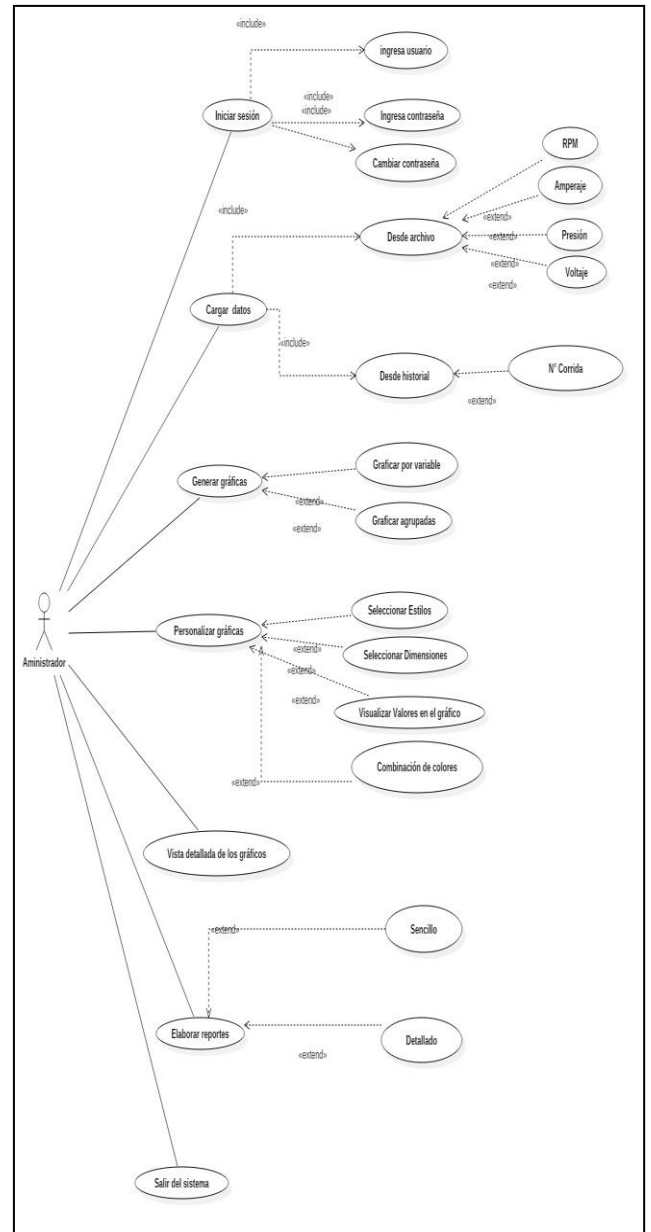 «include»
ingresa usuario
Iniciar sesión
«include»
«include»
Ingresa contraseña
Cambiar contraseña
RPM
Amperaje
«include»
«extend»
Desde archivo
«extend»
Presión
«extend»
Voltaje
«extend»
Cargar datos
«include»
Desde historial
N° Corrida
«extend»
Graficar por variable
Generar gráficas
«extend»
Graficar agrupadas
«extend»
Seleccionar Estilos
Personalizar gráficas
«extend»
Seleccionar Dimensiones
Aministrador
«extend»
«extend»
Visualizar Valores en el gráfico
Combinación de colores
«extend»
Vista detallada de los gráficos
«extend»
Sencillo
Elaborar reportes
Detallado
«extend»
Salir del sistema